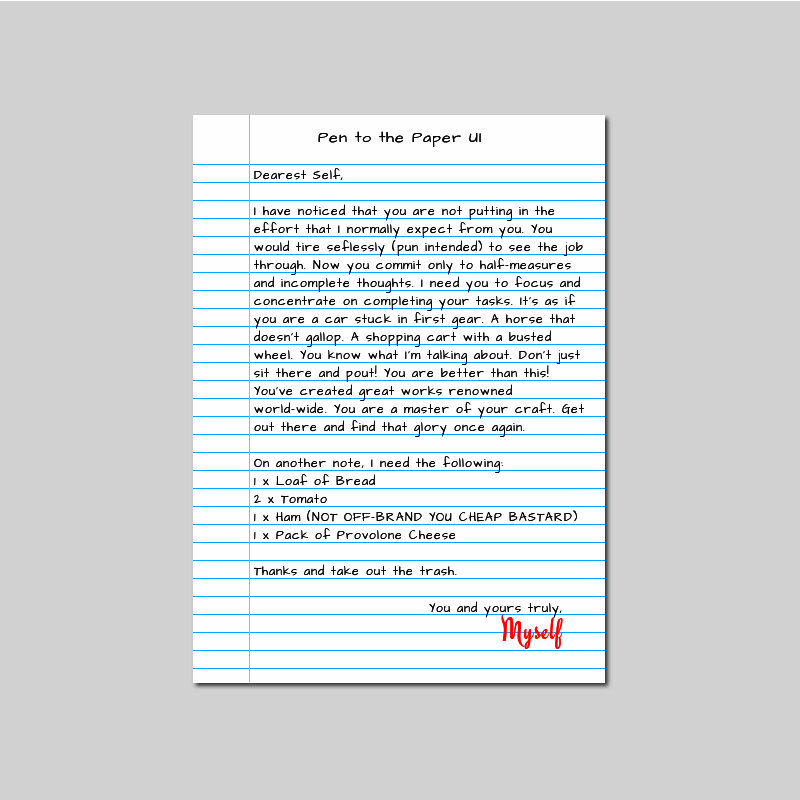 Pen to the Paper UI
Dearest Self,
I have noticed that you are not putting in the
effort that I normally expect from you. You
would tire seflessly (pun intended) to see the job
through. Now you commit only to half-measures
and incomplete thoughts. I need you to focus and
concentrate on completing your tasks. It's as if
you are a car stuck in first gear. A horse that
doesn't gallop. A shopping cart with a busted
wheel. You know what I'm talking about. Don't just
sit there and pout! You are better than this!
You've created great works renowned
world-wide. You are a master of your craft. Get
out there and find that glory once again.
On another note, I need the following:
1 x Loaf of Bread
2 x Tomato
1 x Ham (NOT OFF-BRAND YOU CHEAP BASTARD)
1 x Pack of Provolone Cheese
Thanks and take out the trash.
You and yours truly,
Myself